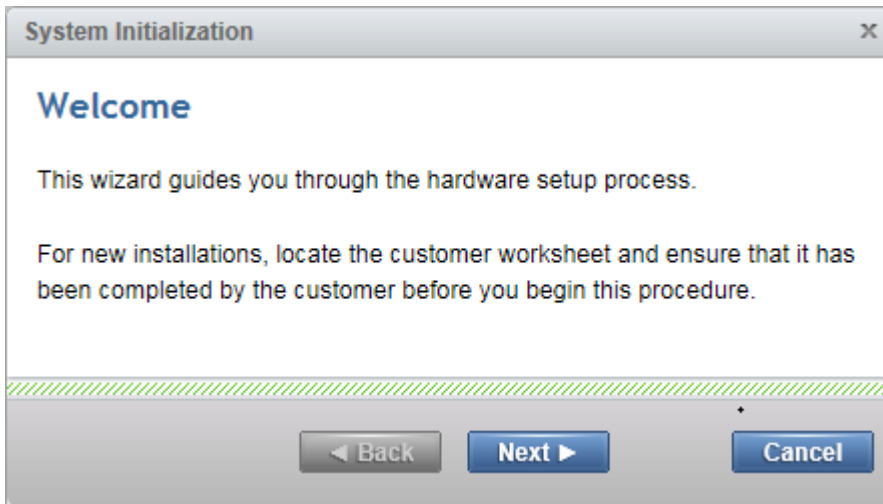 System Initialization x
Welcome
This wizard guides you through the hardware setup process.
For new installations, locate the customer worksheet and ensure that it has
been completed by the customer before you begin this procedure.
◄ Back Next ► Cancel